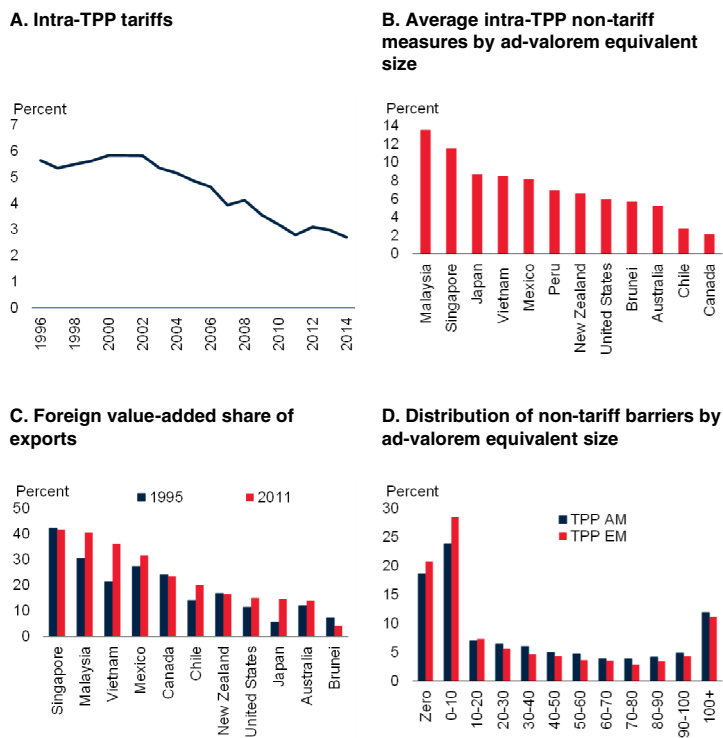 A. Intra-TPP tariffs
Percent
7
6
5
4
3
2
1
0
1996
1998
2000
2002
2004
2006
2008
2010
2012
2014
B. Average intra-TPP non-tariff
measures by ad-valorem equivalent
size
Percent
14
12
10
8
6
4
2
0
Malaysia
Singapore
Japan
Vietnam
Mexico
Peru
New Zealand
United States
Brunei
Australia
Chile
Canada
C. Foreign value-added share of
exports
Percent
1995
2011
50
40
30
20
10
0
Singapore
Malaysia
Vietnam
Mexico
Canada
Chile
New Zealand
United States
Japan
Australia
Brunei
D. Distribution of non-tariff barriers by
ad-valorem equivalent size
Percent
TPP AM
TPP EM
30
25
20
15
10
5
0
Zero
0-10
10-20
20-30
30-40
40-50
50-60
60-70
70-80
80-90
90-100
100+